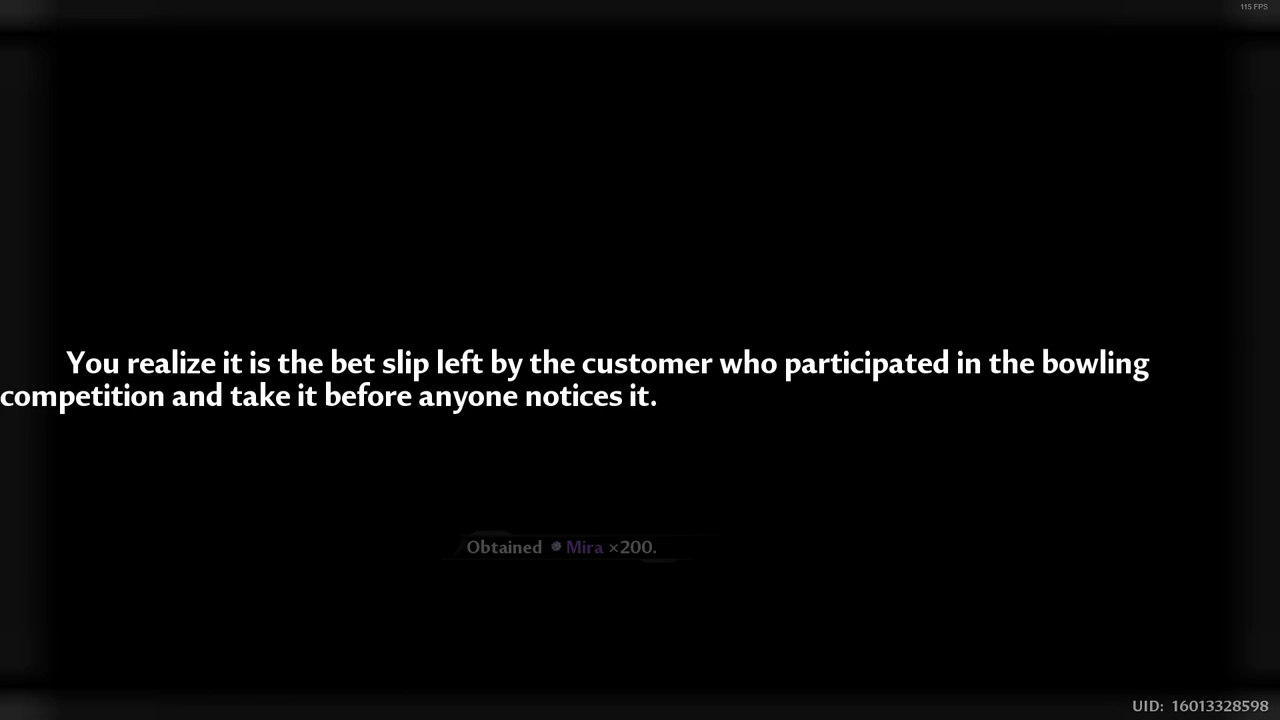 115 FPS
You realize it is the bet slip left by the customer who participated in the bowling
competition and take it before anyone notices it.
Obtained Mira ×200.
UID: 16013328598